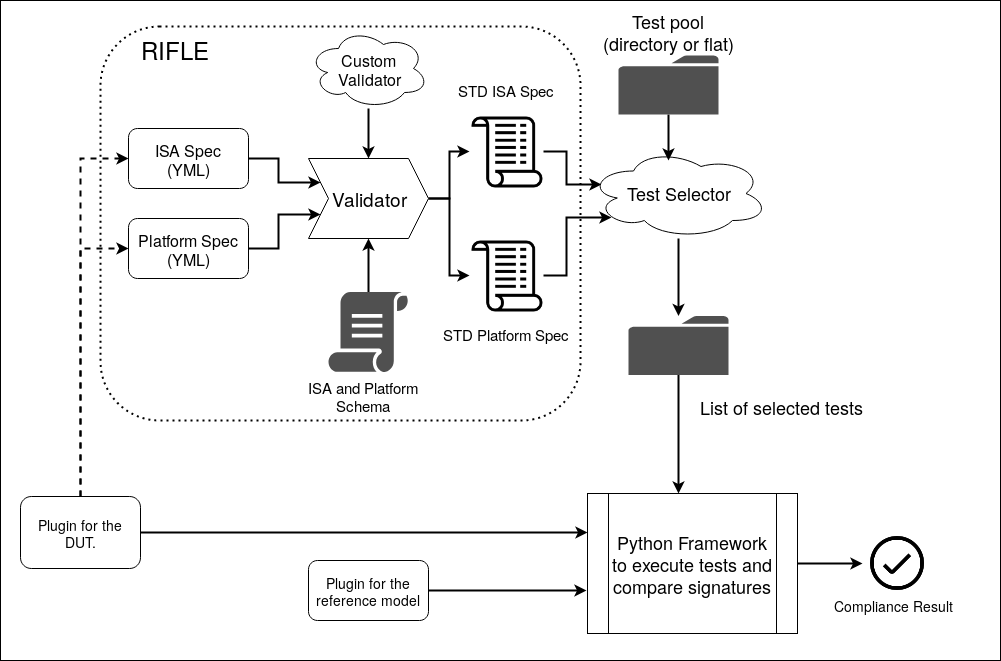 RIFLE
Custom
Validator
STD ISA Spec
Test pool
(directory or flat)
ISA Spec
(YML)
Validator
Test Selector
Platform Spec
(YML)
STD Platform Spec
ISA and Platform
Schema
List of selected tests
Plugin for the
DUT.
Plugin for the
reference model
Python Framework
to execute tests and
compare signatures
Compliance Result